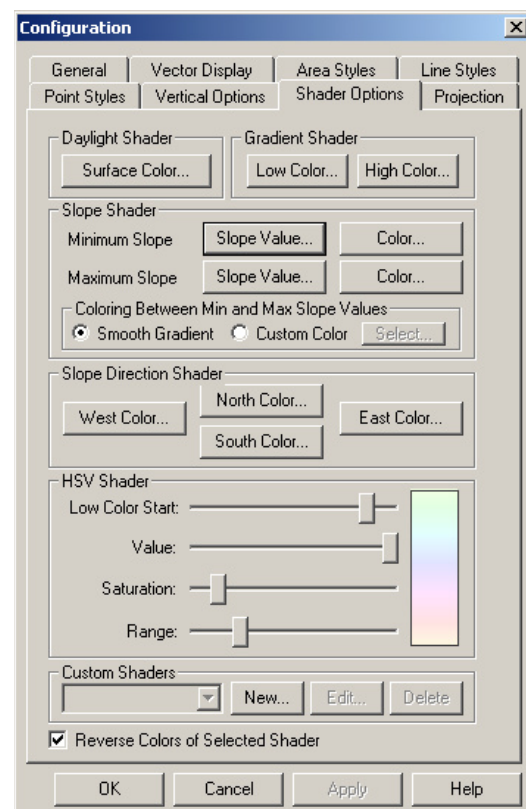 Configuration
General Vector Display Area Styles Line Styles
Point Styles Vertical Options Shader Options Projection
Daylight Shader Gradient Shader
Surface Color... Low Color... High Color...
Slope Shader
Minimum Slope Slope Value... Color...
Maximum Slope Slope Value... Color...
Coloring Between Min and Max Slope Values
Smooth Gradient Custom Color Select...
Slope Direction Shader
North Color...
West Color... East Color...
South Color...
HSV Shader
Low Color Start:
Value:
Saturation:
Range:
Custom Shaders
New... Edit... Delete
Reverse Colors of Selected Shader
OK Cancel Apply Help